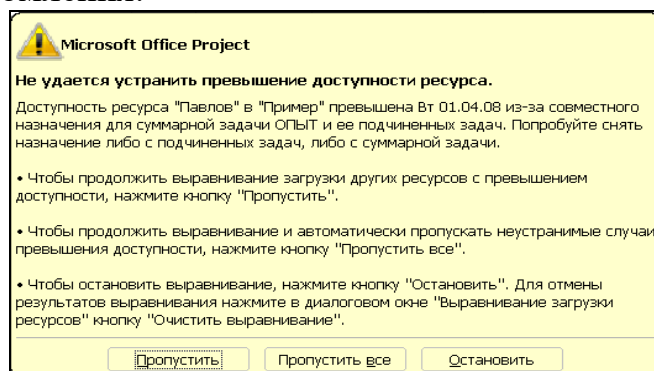 Microsoft Office Project
Не удается устранить превышение доступности ресурса.
Доступность ресурса "Павлов" в "Пример" превышена Вт 01.04.08 из-за совместного
назначения для суммарной задачи ОПЫТ и ее подчиненных задач. Попробуйте снять
назначение либо с подчиненных задач, либо с суммарной задачи.
• Чтобы продолжить выравнивание загрузки других ресурсов с превышением
доступности, нажмите кнопку "Пропустить".
• Чтобы продолжить выравнивание и автоматически пропускать неустранимые случаи
превышения доступности, нажмите кнопку "Пропустить все".
• Чтобы остановить выравнивание, нажмите кнопку "Остановить". Для отмены
результатов выравнивания нажмите в диалоговом окне "Выравнивание загрузки
ресурсов" кнопку "Очистить выравнивание".
Пропустить Пропустить все Остановить